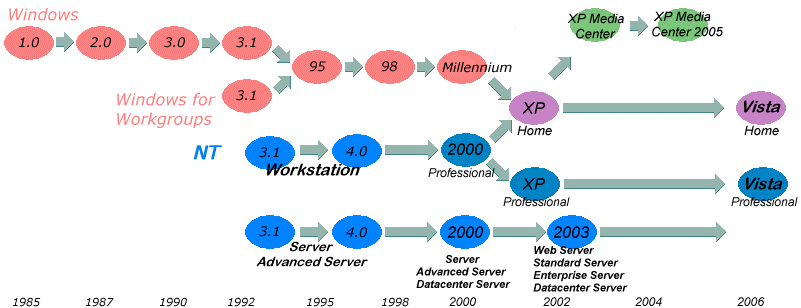 Windows
1.0
2.0
3.0
3.1
XP Media
Center
XP Media
Center 2005
95
98
Millennium
Windows for
Workgroups
3.1
XP
Home
Vista
Home
NT
3.1
4.0
Workstation
2000
Professional
XP
Professional
Vista
Professional
3.1
4.0
Server
Advanced Server
2000
Server
Advanced Server
Datacenter Server
2003
Web Server
Standard Server
Enterprise Server
Datacenter Server
1985
1987
1990
1992
1995
1998
2000
2002
2004
2006